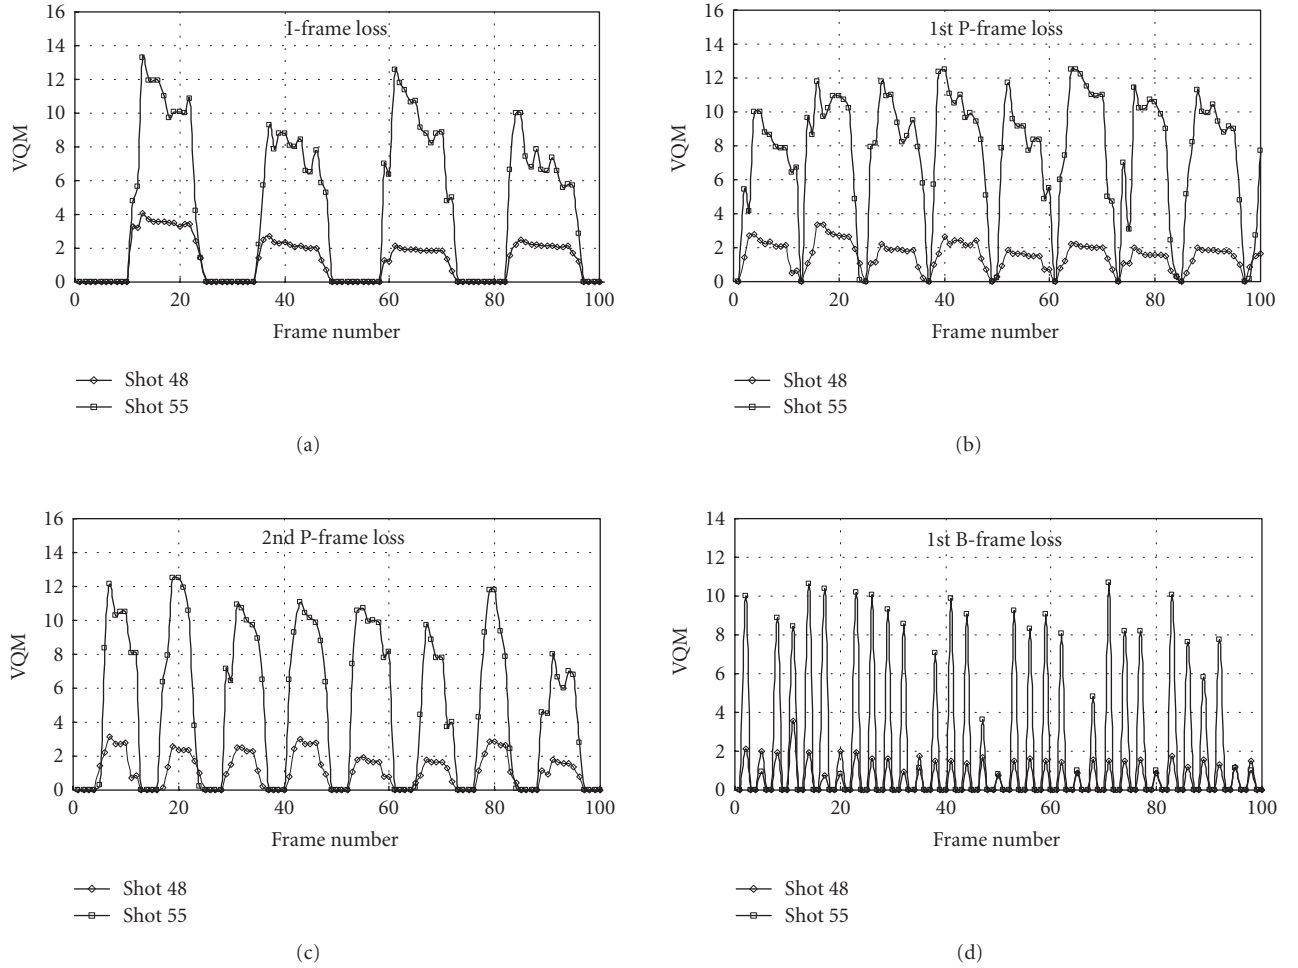 I-frame loss
16
14
12
10
8
6
4
2
0
VQM
0 20 40 60 80 100
Frame number
Shot 48
Shot 55
(a)
1st P-frame loss
16
14
12
10
8
6
4
2
0
VQM
0 20 40 60 80 100
Frame number
Shot 48
Shot 55
(b)
2nd P-frame loss
16
14
12
10
8
6
4
2
0
VQM
0 20 40 60 80 100
Frame number
Shot 48
Shot 55
(c)
1st B-frame loss
14
12
10
8
6
4
2
0
VQM
0 20 40 60 80 100
Frame number
Shot 48
Shot 55
(d)